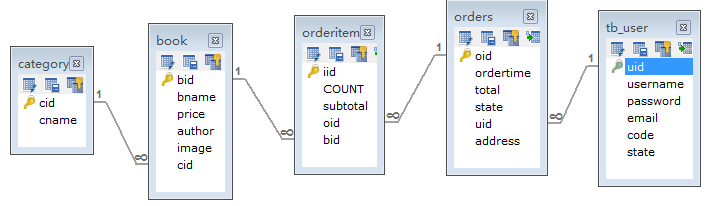 category
cid
cname
1
∞
book
bid
bname
price
author
image
cid
1
∞
orderitem
iid
COUNT
subtotal
oid
bid
∞
1
orders
oid
ordertime
total
state
uid
address
∞
1
tb_user
uid
username
password
email
code
state